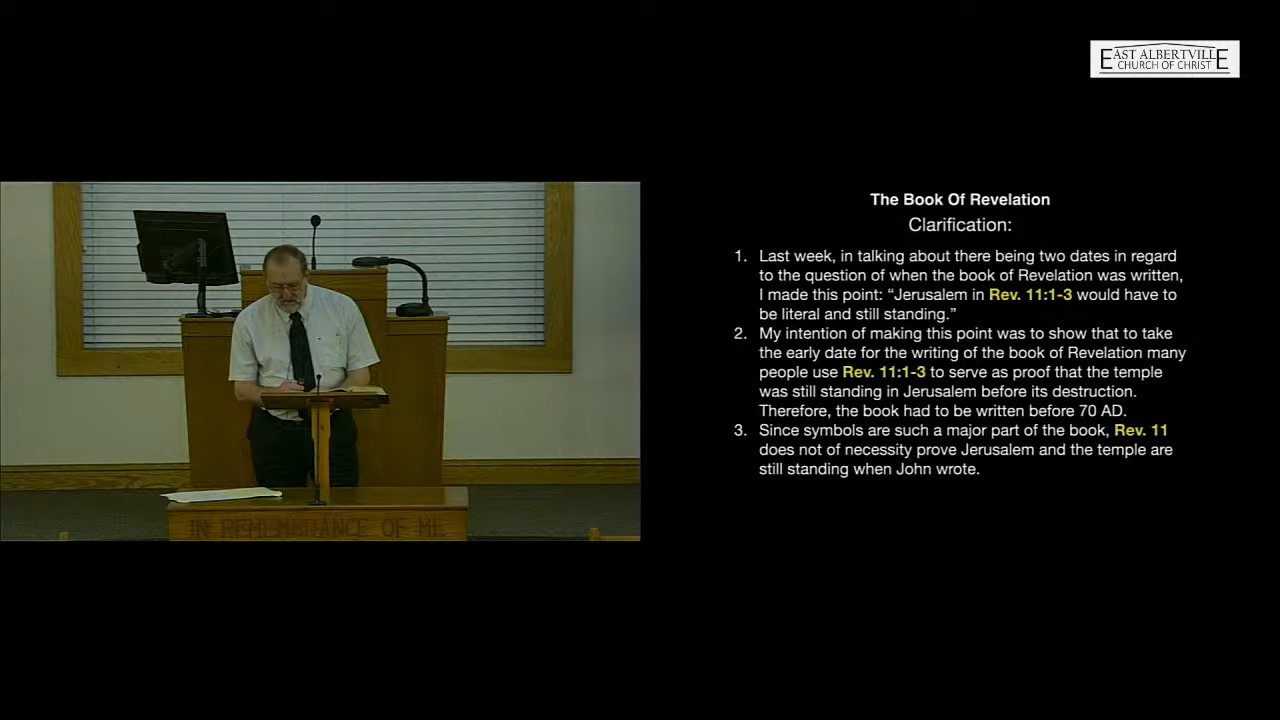 EAST ALBERTVILLE
CHURCH OF CHRIST
The Book Of Revelation
Clarification:
1. Last week, in talking about there being two dates in regard
to the question of when the book of Revelation was written,
I made this point: “Jerusalem in Rev. 11:1-3 would have to
be literal and still standing.”
2. My intention of making this point was to show that to take
the early date for the writing of the book of Revelation many
people use Rev. 11:1-3 to serve as proof that the temple
was still standing in Jerusalem before its destruction.
Therefore, the book had to be written before 70 AD.
3. Since symbols are such a major part of the book, Rev. 11
does not of necessity prove Jerusalem and the temple are
still standing when John wrote.
IN REMEMBRANCE OF ME